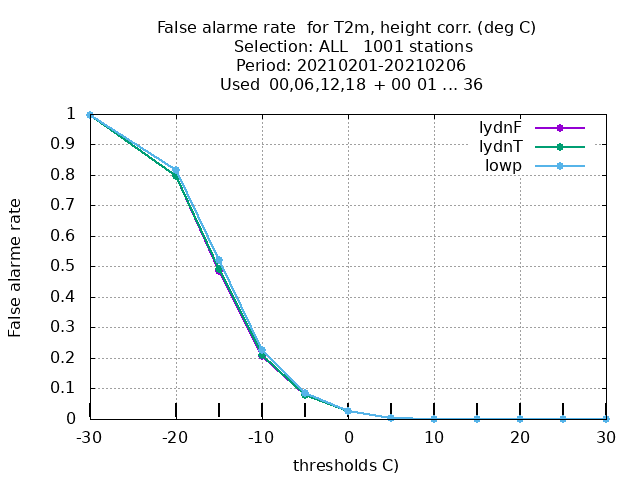 False alarme rate  for T2m, height corr. (deg C)
Selection: ALL   1001 stations
Period: 20210201-20210206
Used 00,06,12,18 + 00 01 ... 36
lydnF
lydnT
lowp
False alarme rate
1
0.9
0.8
0.7
0.6
0.5
0.4
0.3
0.2
0.1
0
-30 -20 -10 0 10 20 30
thresholds C)